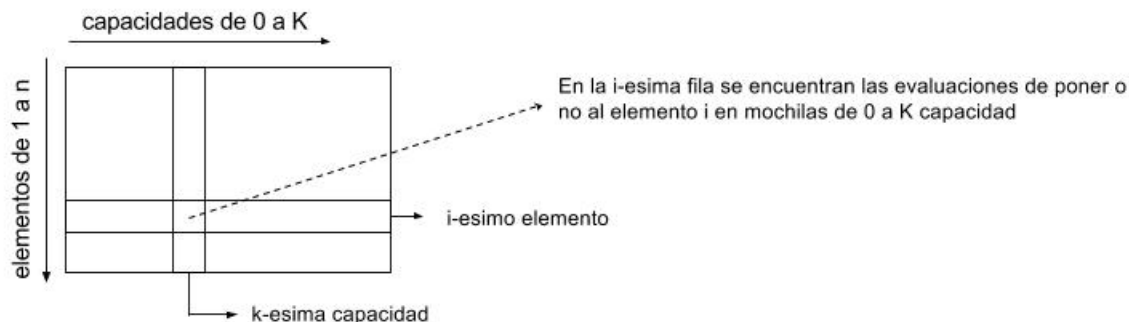 capacidades de 0 a K
elementos de 1 a n
En la i-esima fila se encuentran las evaluaciones de poner o
no al elemento i en mochilas de 0 a K capacidad
i-esimo elemento
k-esima capacidad